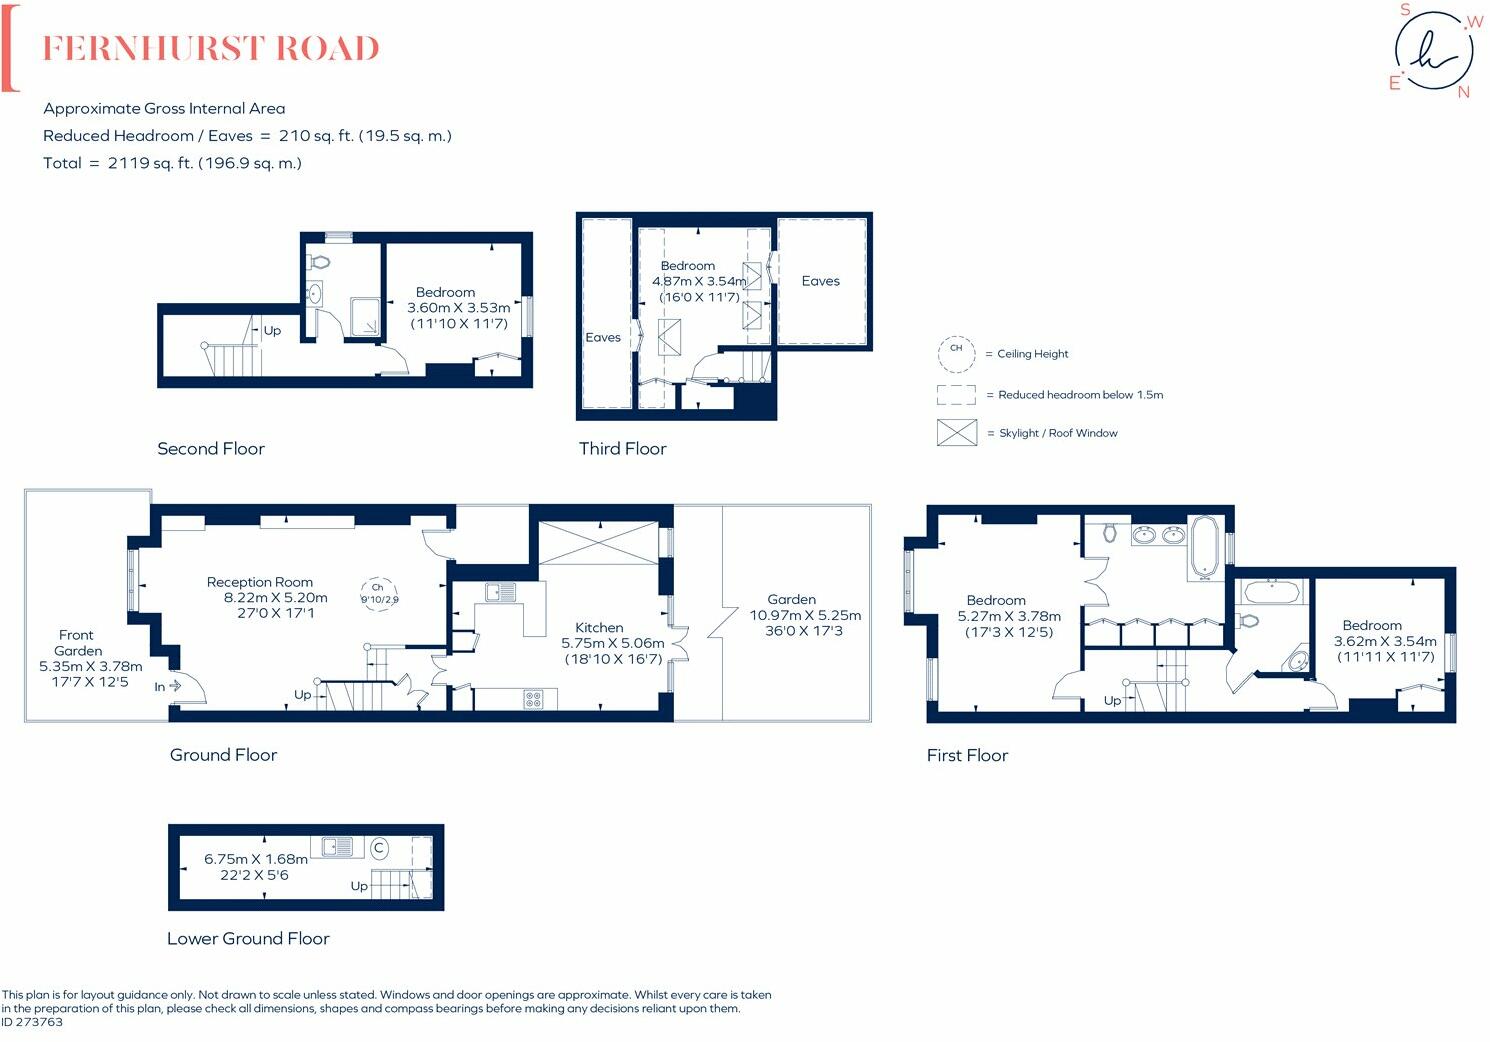 FERNHURST ROAD
S
W
E
N
Approximate Gross Internal Area
Reduced Headroom / Eaves = 210 sq. ft. (19.5 sq. m.)
Total = 2119 sq. ft. (196.9 sq. m.)
Bedroom
3.60m X 3.53m
(11'10 X 11'7)
Up
Second Floor
Bedroom
4.87m X 3.54m
(16'0 X 11'7)
Eaves
Eaves
Third Floor
CH
= Ceiling Height
= Reduced headroom below 1.5m
= Skylight / Roof Window
Reception Room
8.22m X 5.20m
27'0 X 17'1
Ch
9'10/2.9
Front
Garden
5.35m X 3.78m
17'7 X 12'5
In
Up
Kitchen
5.75m X 5.06m
(18'10 X 16'7)
Garden
10.97m X 5.25m
36'0 X 17'3
Ground Floor
Bedroom
5.27m X 3.78m
(17'3 X 12'5)
Up
Bedroom
3.62m X 3.54m
(11'11 X 11'7)
First Floor
6.75m X 1.68m
22'2 X 5'6
C
Up
Lower Ground Floor
This plan is for layout guidance only. Not drawn to scale unless stated. Windows and door openings are approximate. Whilst every care is taken
in the preparation of this plan, please check all dimensions, shapes and compass bearings before making any decisions reliant upon them.
ID 273763